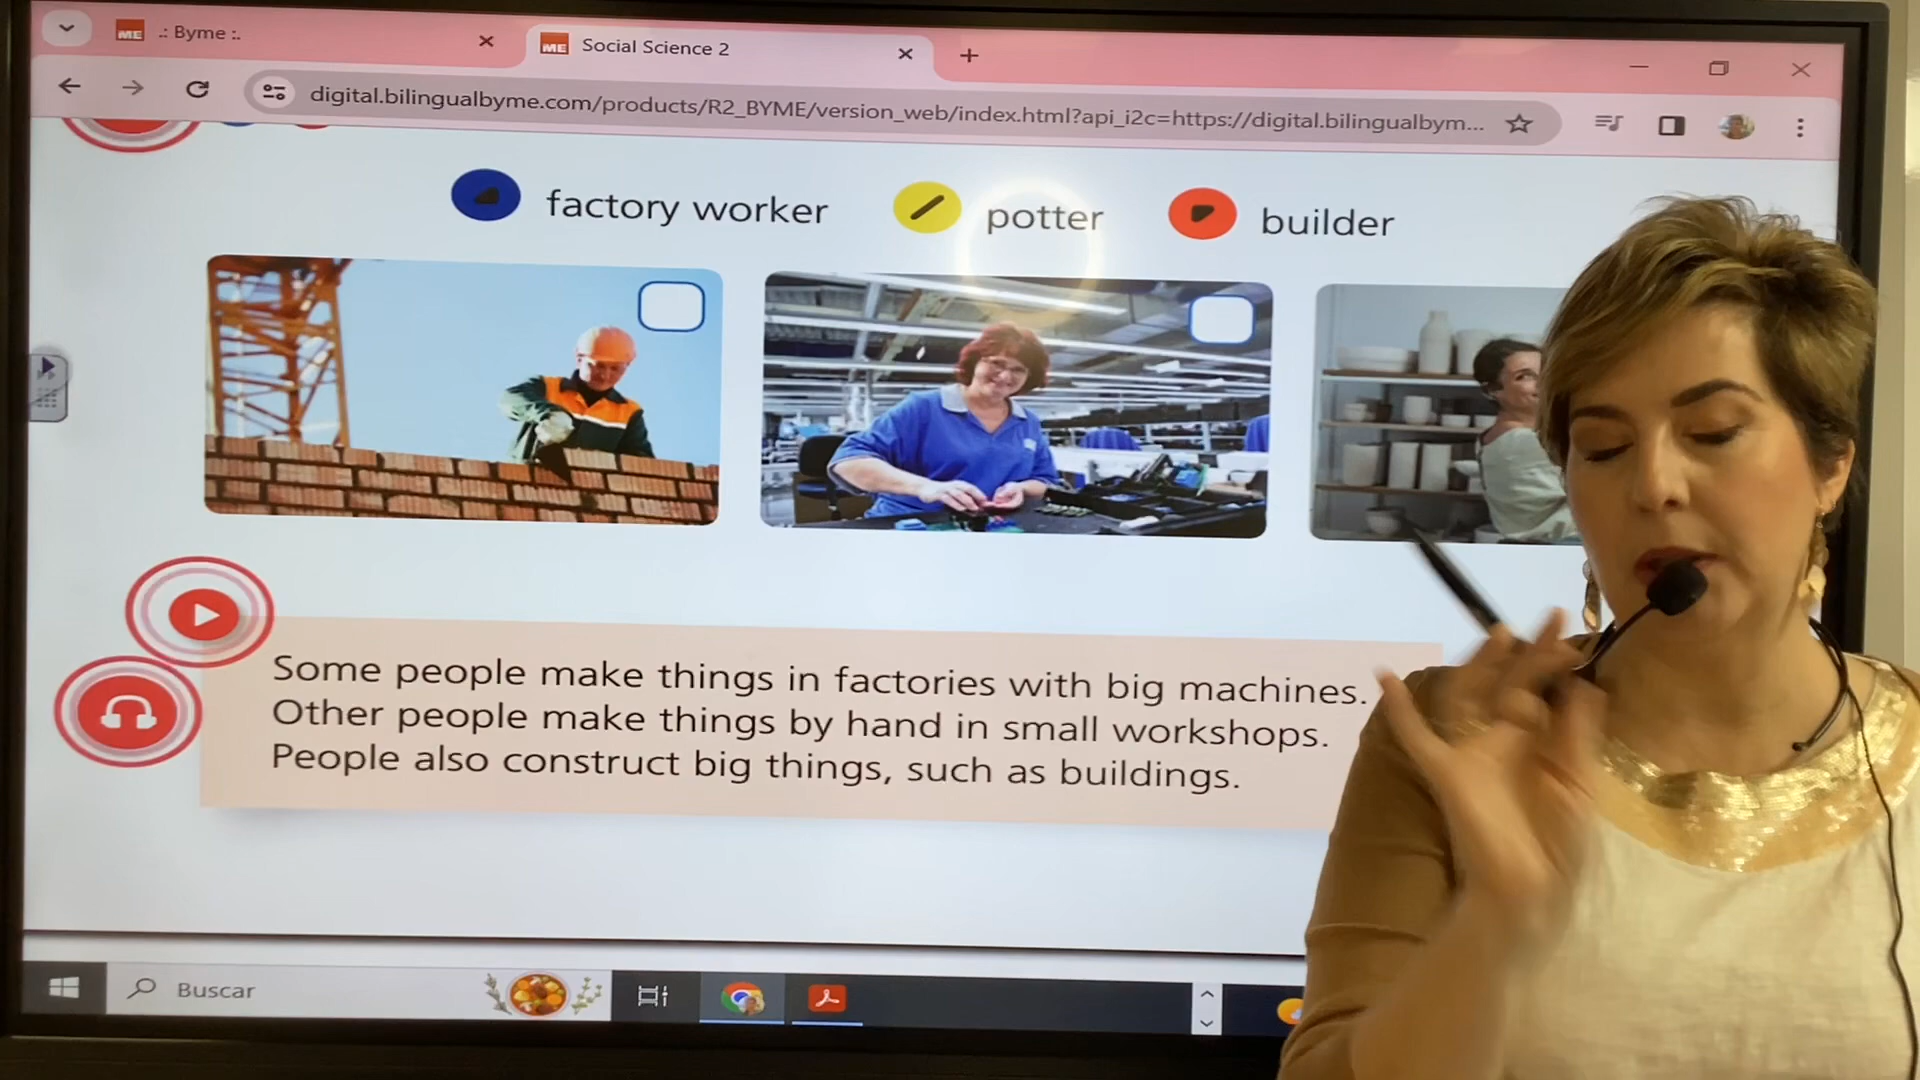 ME .: Byme :.
ME Social Science 2
digital.bilingualbyme.com/products/R2_BYME/version_web/index.html?api_i2c=https://digital.bilingualbym...
factory worker potter builder
Some people make things in factories with big machines.
Other people make things by hand in small workshops.
People also construct big things, such as buildings.
Buscar